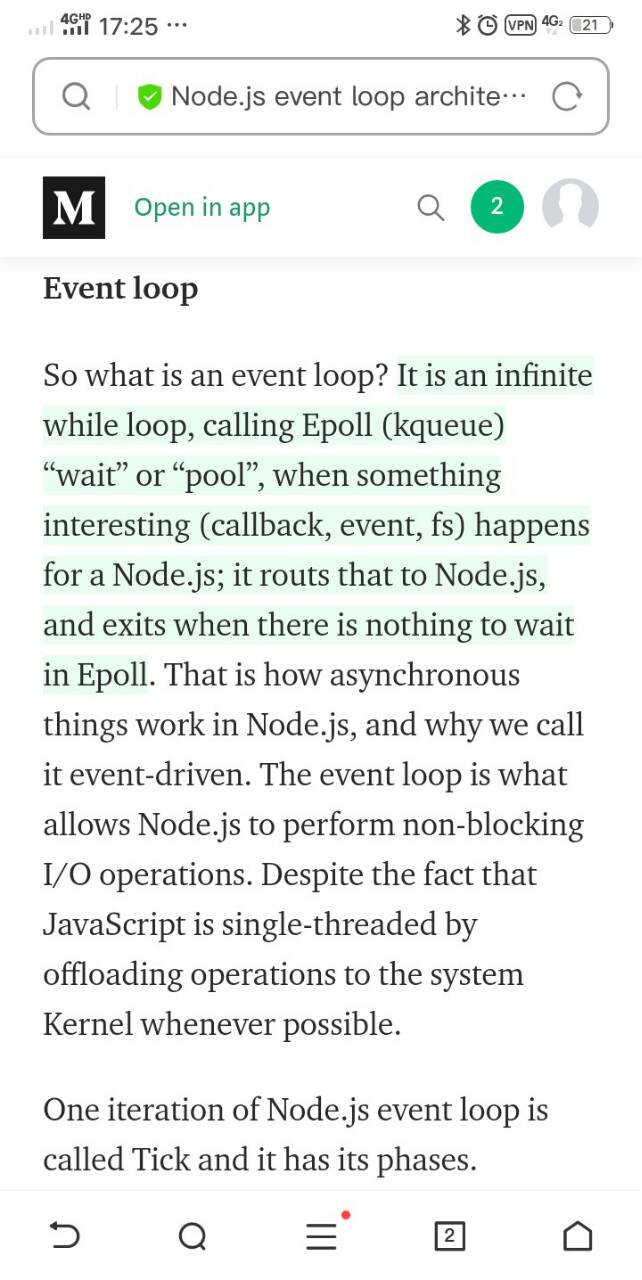 4GHD 17:25 ···
VPN 4G2 21
Node.js event loop archite···
M Open in app 2
Event loop
So what is an event loop? It is an infinite
while loop, calling Epoll (kqueue)
“wait” or “pool”, when something
interesting (callback, event, fs) happens
for a Node.js; it routs that to Node.js,
and exits when there is nothing to wait
in Epoll. That is how asynchronous
things work in Node.js, and why we call
it event-driven. The event loop is what
allows Node.js to perform non-blocking
I/O operations. Despite the fact that
JavaScript is single-threaded by
offloading operations to the system
Kernel whenever possible.
One iteration of Node.js event loop is
called Tick and it has its phases.
2